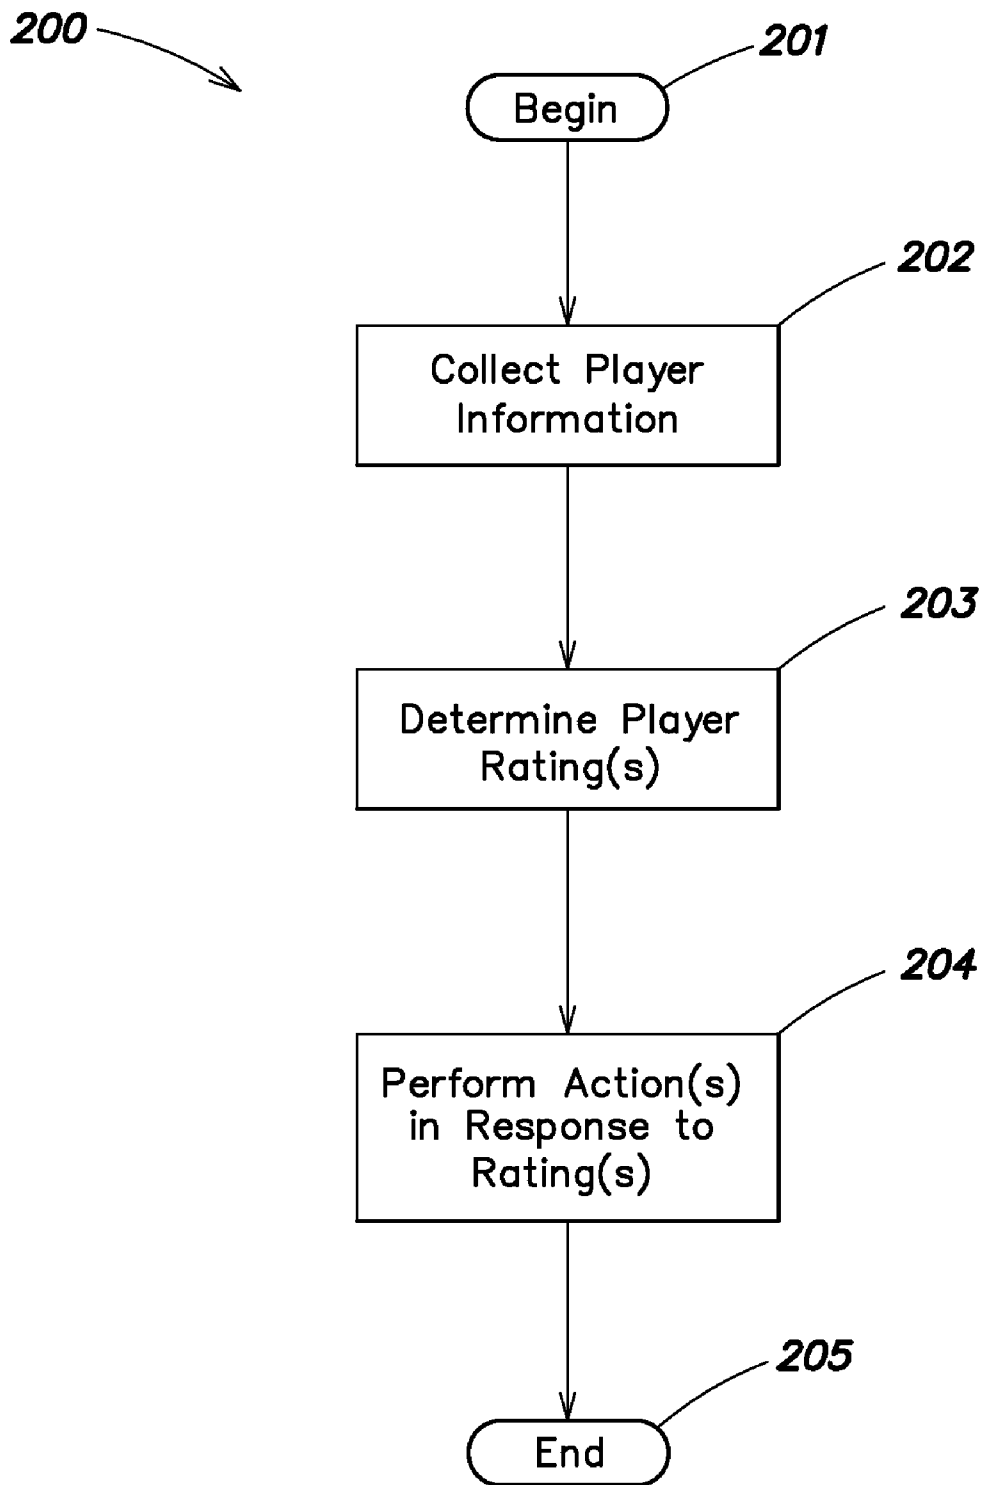 200
201
Begin
202
Collect Player
Information
203
Determine Player
Rating(s)
204
Perform Action(s)
in Response to
Rating(s)
205
End